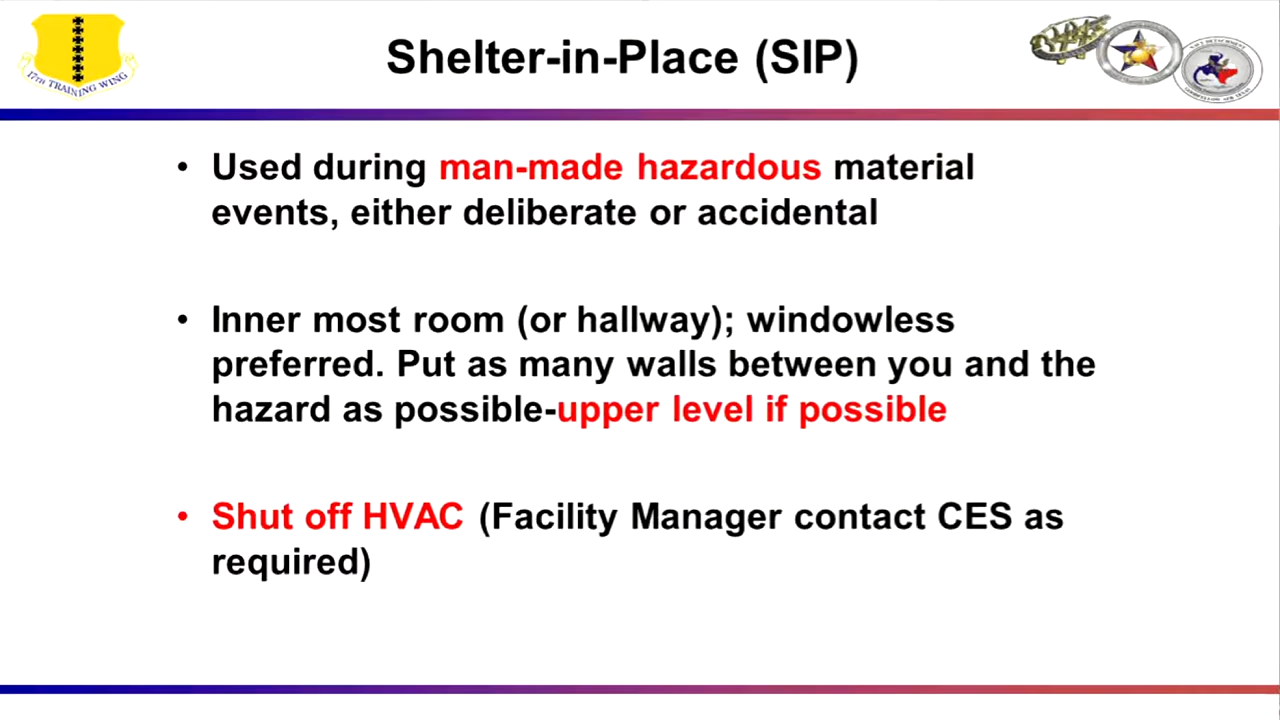 Shelter-in-Place (SIP)
17TH TRAINING WING
• Used during man-made hazardous material
events, either deliberate or accidental
• Inner most room (or hallway); windowless
preferred. Put as many walls between you and the
hazard as possible-upper level if possible
• Shut off HVAC (Facility Manager contact CES as
required)